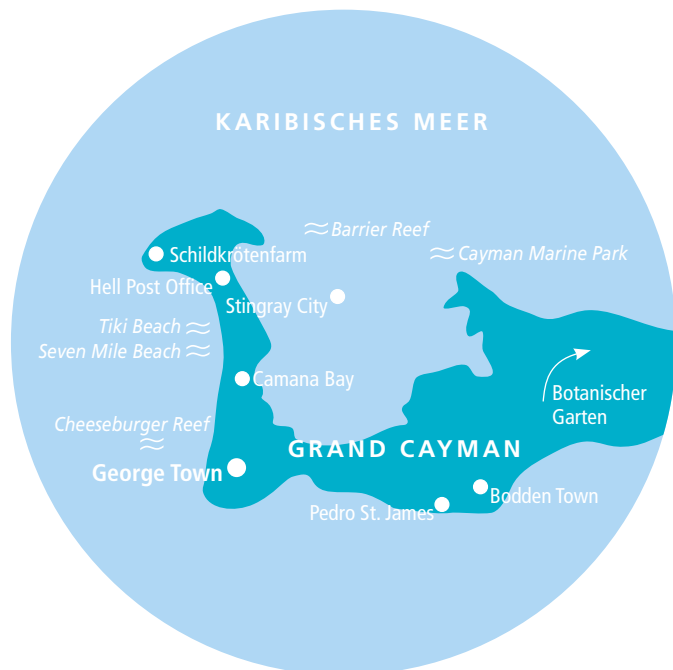 KARIBISCHES MEER
Barrier Reef
Cayman Marine Park
Schildkrötenfarm
Hell Post Office
Stingray City
Tiki Beach
Seven Mile Beach
Camana Bay
Botanischer
Garten
Cheeseburger Reef
GRAND CAYMAN
George Town
Bodden Town
Pedro St. James